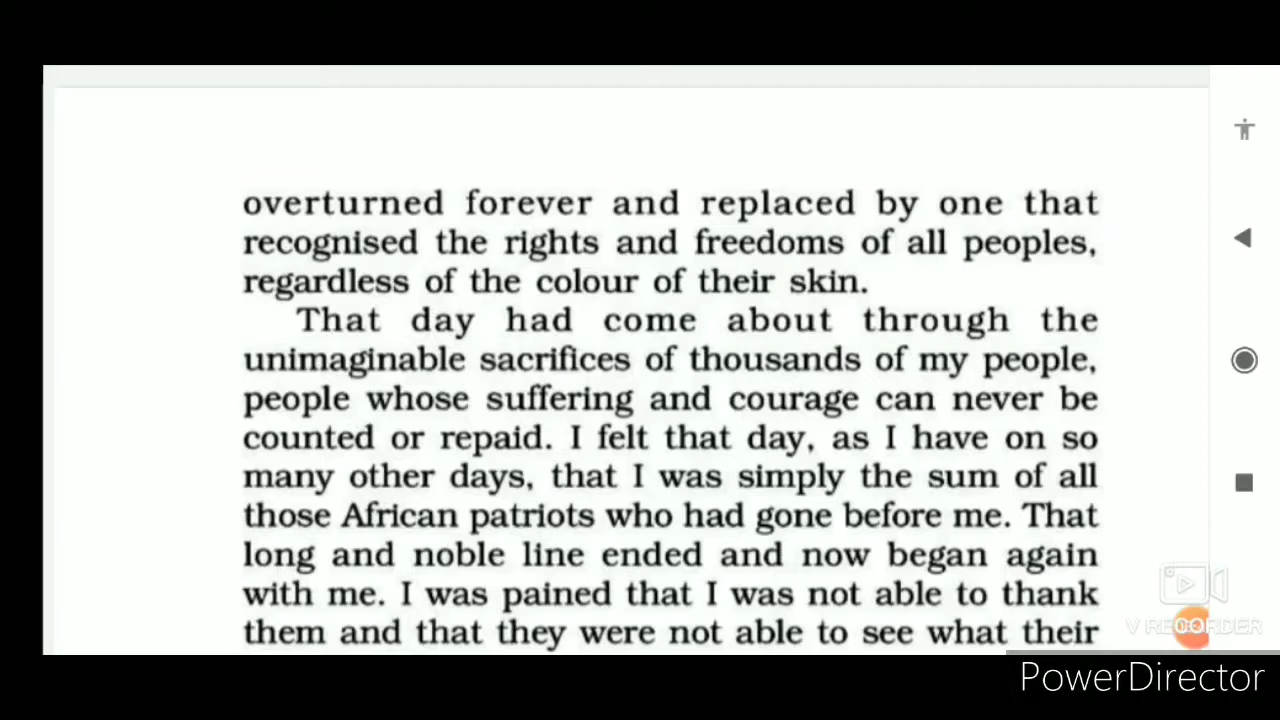 overturned forever and replaced by one that
recognised the rights and freedoms of all peoples,
regardless of the colour of their skin.
That day had come about through the
unimaginable sacrifices of thousands of my people,
people whose suffering and courage can never be
counted or repaid. I felt that day, as I have on so
many other days, that I was simply the sum of all
those African patriots who had gone before me. That
long and noble line ended and now began again
with me. I was pained that I was not able to thank
them and that they were not able to see what their
V RECORDER
PowerDirector